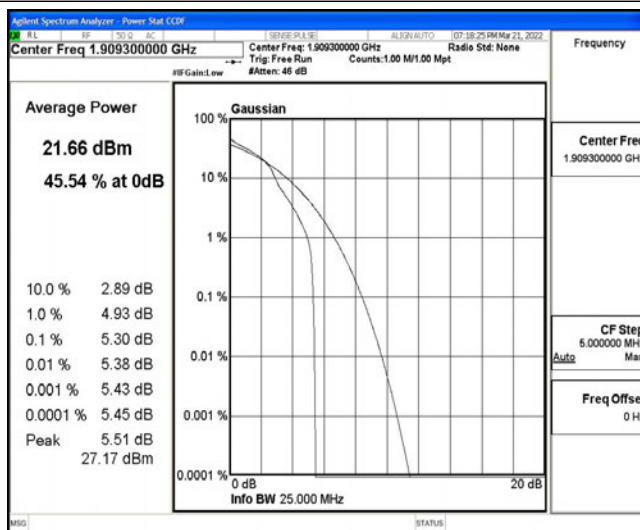 Agilent Spectrum Analyzer - Power Stat CCDF
RL RF 50 Ω AC SENSE:PULSE ALIGN AUTO 07:18:25 PM Mar 21, 2022
Center Freq 1.909300000 GHz
Center Freq: 1.909300000 GHz Radio Std: None
Trig: Free Run Counts:1.00 M/1.00 Mpt
#IFGain:Low #Atten: 46 dB
Frequency
Average Power
21.66 dBm
45.54 % at 0dB
10.0 % 2.89 dB
1.0 % 4.93 dB
0.1 % 5.30 dB
0.01 % 5.38 dB
0.001 % 5.43 dB
0.0001 % 5.45 dB
Peak 5.51 dB
27.17 dBm
Gaussian
100 %
10 %
1 %
0.1 %
0.01 %
0.001 %
0.0001 %
0 dB 20 dB
Info BW 25.000 MHz
Center Fre
1.909300000 GH
CF Ste
5.000000 MH
Auto Ma
Freq Offse
0 H
MSG STATUS